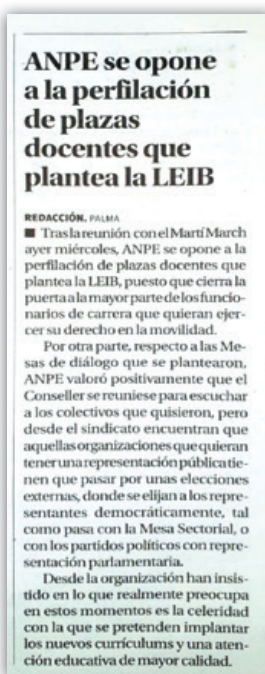 ANPE se opone
a la perfilación
de plazas
docentes que
plantea la LEIB
REDACCIÓN. PALMA
■ Tras la reunión con el Martí March
ayer miércoles, ANPE se opone a la
perfilación de plazas docentes que
plantea la LEIB, puesto que cierra la
puerta a la mayor parte de los funcio-
narios de carrera que quieran ejer-
cer su derecho en la movilidad.
Por otra parte, respecto a las Me-
sas de diálogo que se plantearon,
ANPE valoró positivamente que el
Conseller se reuniese para escuchar
a los colectivos que quisieron, pero
desde el sindicato encuentran que
aquellas organizaciones que quieran
tener una representación pública tie-
nen que pasar por unas elecciones
externas, donde se elijan a los repre-
sentantes democráticamente, tal
como pasa con la Mesa Sectorial, o
con los partidos políticos con repre-
sentación parlamentaria.
Desde la organización han insis-
tido en lo que realmente preocupa
en estos momentos es la celeridad
con la que se pretenden implantar
los nuevos currículums y una aten-
ción educativa de mayor calidad.